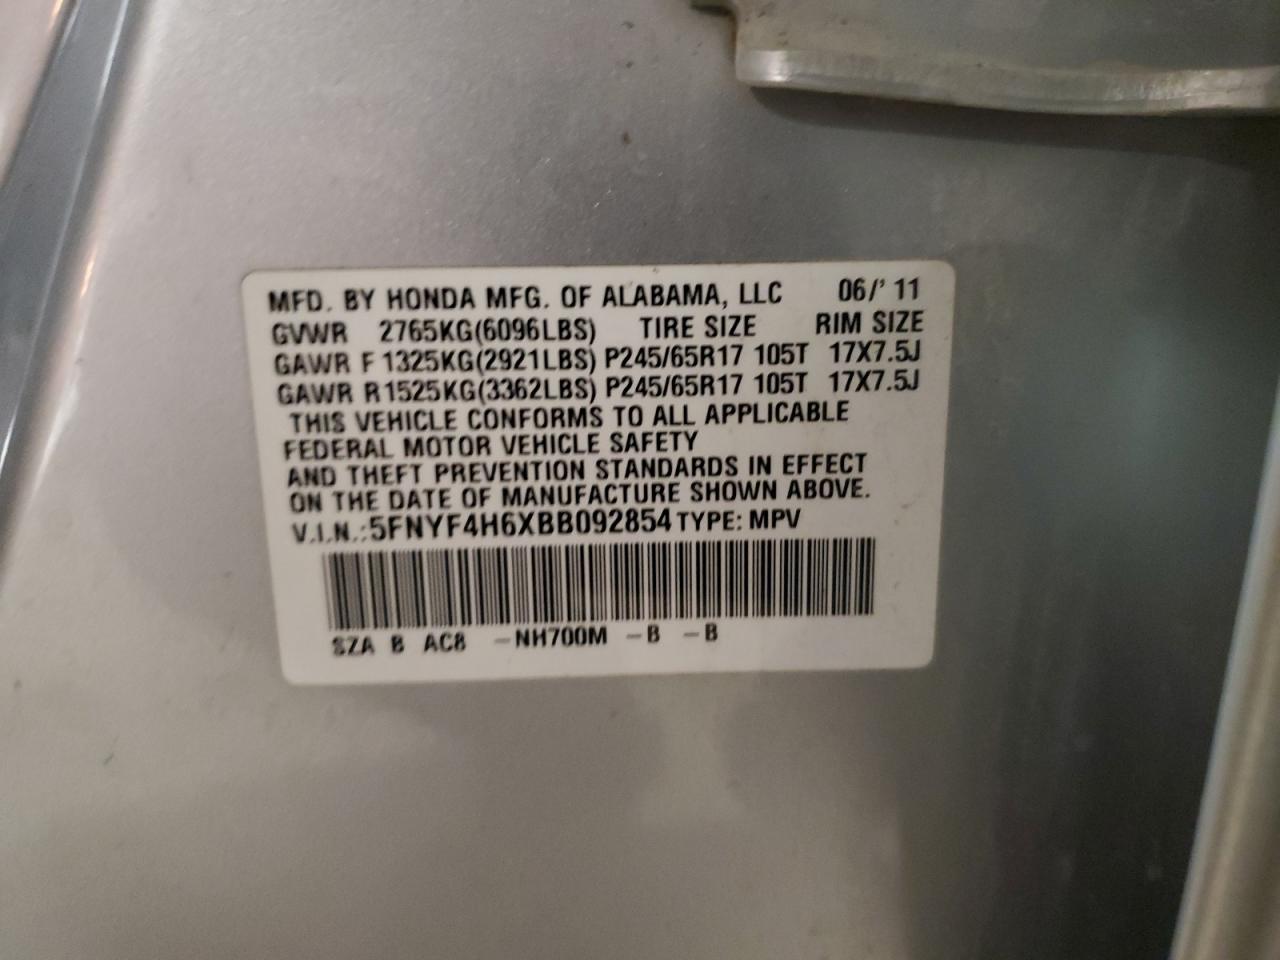 MFD. BY HONDA MFG. OF ALABAMA, LLC 06/' 11
GVWR 2765KG(6096LBS) TIRE SIZE RIM SIZE
GAWR F 1325KG(2921LBS) P245/65R17 105T 17X7.5J
GAWR R 1525KG(3362LBS) P245/65R17 105T 17X7.5J
THIS VEHICLE CONFORMS TO ALL APPLICABLE
FEDERAL MOTOR VEHICLE SAFETY
AND THEFT PREVENTION STANDARDS IN EFFECT
ON THE DATE OF MANUFACTURE SHOWN ABOVE.
V.I.N.:5FNYF4H6XBB092854 TYPE: MPV
SZA B AC8 -NH700M -B -B